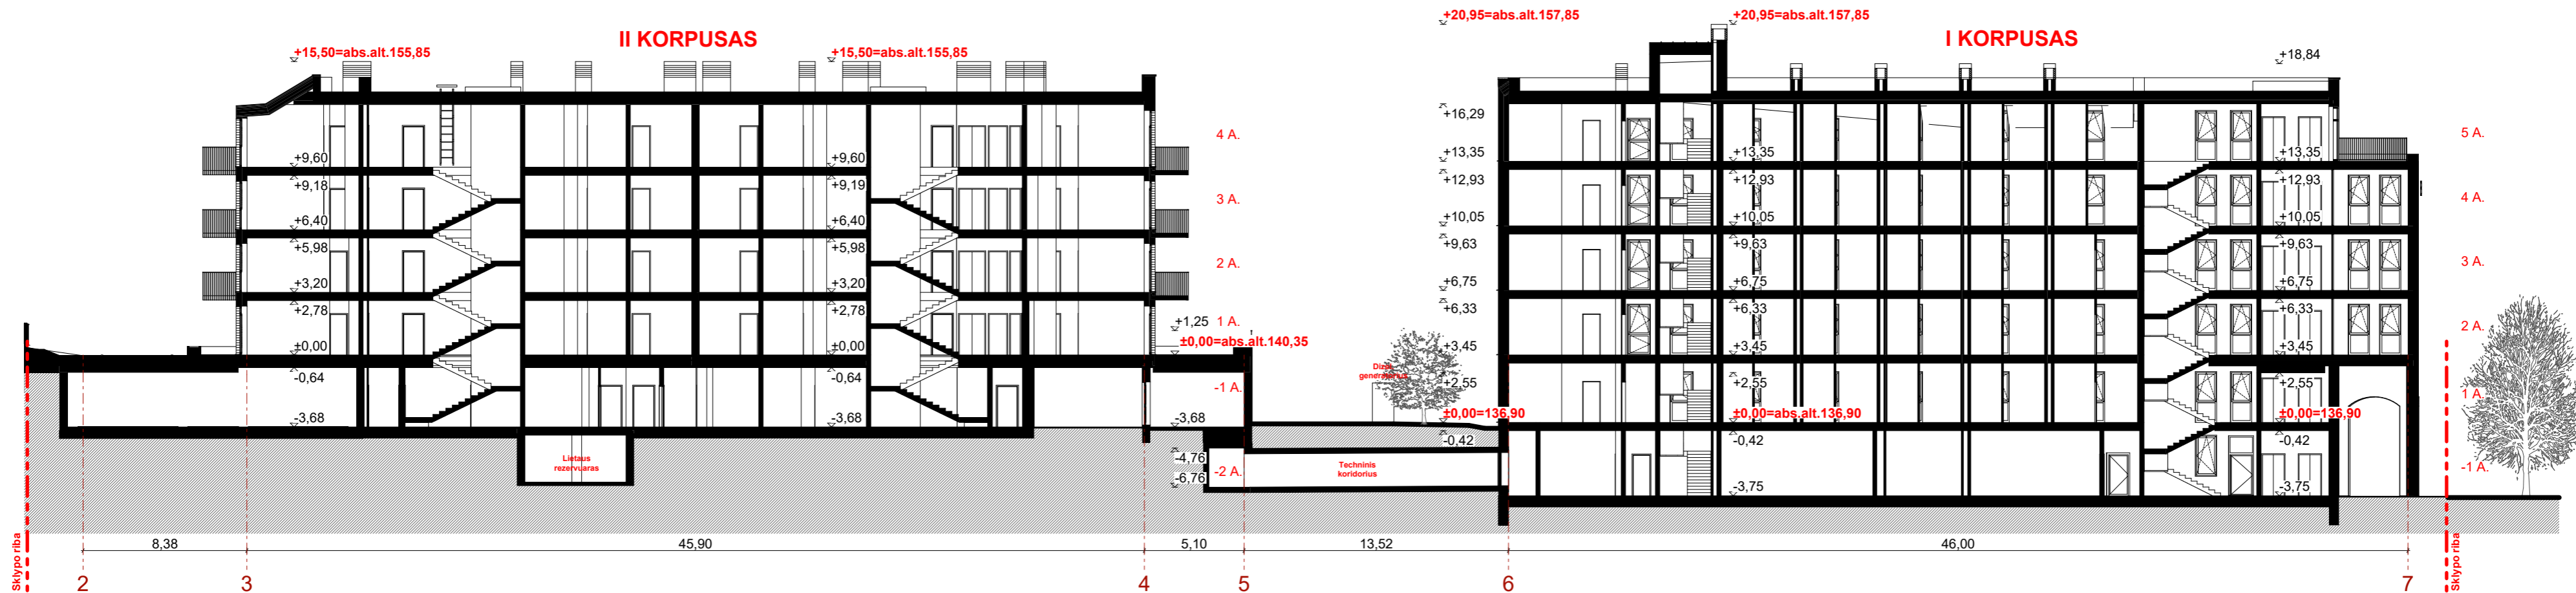 II KORPUSAS
+15,50=abs.alt.155,85
+15,50=abs.alt.155,85
+9,60
+9,18
+6,40
+5,98
+3,20
+2,78
±0,00
-0,64
-3,68
+9,60
+9,19
+6,40
+5,98
+3,20
+2,78
±0,00
-0,64
-3,68
4 A.
3 A.
2 A.
1 A.
+1,25
±0,00=abs.alt.140,35
-1 A.
-3,68
-4,76
-6,76
-2 A.
Lietaus
rezervuaras
Techninis
koridorius
I KORPUSAS
+20,95=abs.alt.157,85
+20,95=abs.alt.157,85
+18,84
+16,29
+13,35
+12,93
+10,05
+9,63
+6,75
+6,33
+3,45
+2,55
±0,00=136,90
-0,42
+13,35
+12,93
+10,05
+9,63
+6,75
+6,33
+3,45
+2,55
±0,00=abs.alt.136,90
-0,42
-3,75
+13,35
+12,93
+10,05
+9,63
+6,75
+6,33
+3,45
+2,55
±0,00=136,90
-0,42
-3,75
5 A.
4 A.
3 A.
2 A.
1 A.
-1 A.
Sklypo riba
8,38
45,90
5,10
13,52
46,00
Sklypo riba
2
3
4
5
6
7